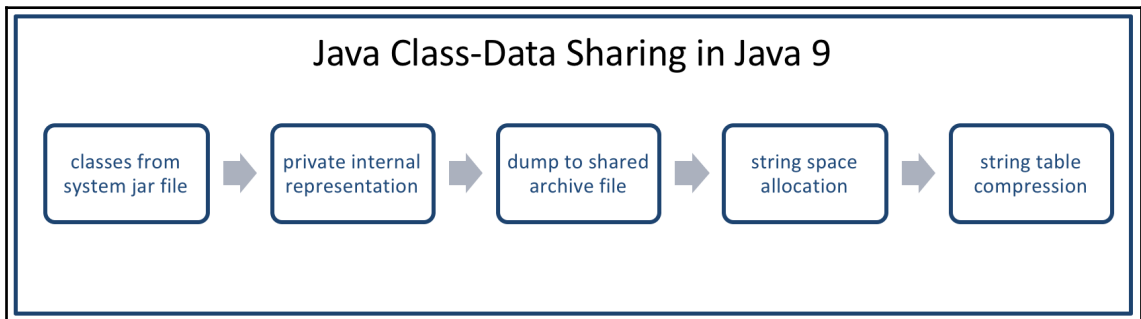 Java Class-Data Sharing in Java 9
classes from
system jar file
private internal
representation
dump to shared
archive file
string space
allocation
string table
compression